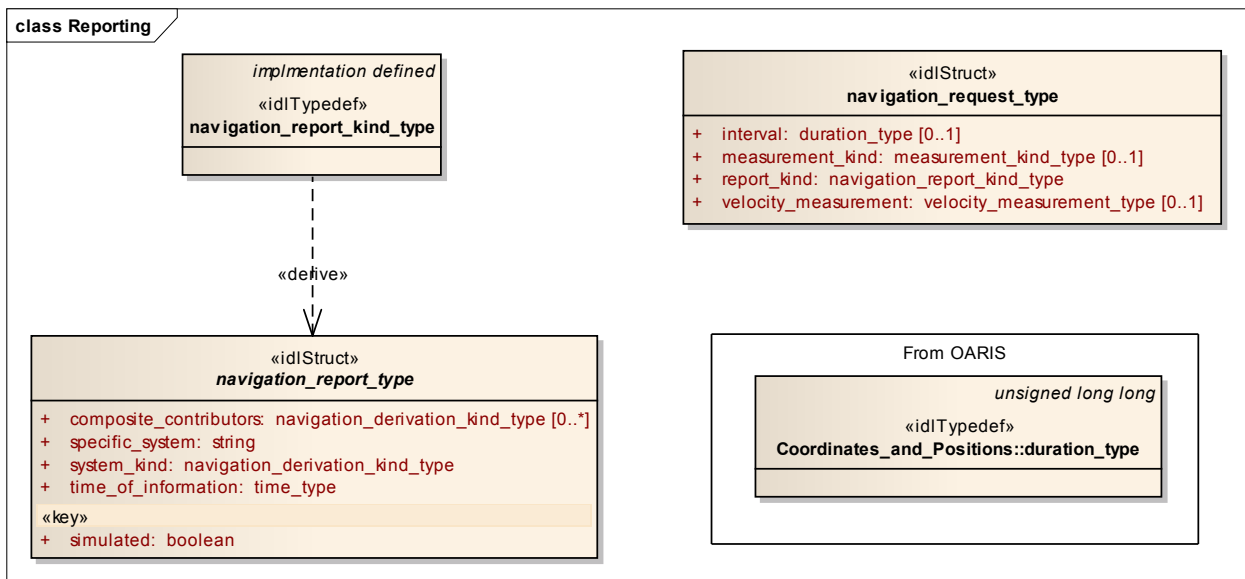 class Reporting
implmentation defined
«idlTypedef»
navigation_report_kind_type
«idlStruct»
navigation_request_type
+ interval: duration_type [0..1]
+ measurement_kind: measurement_kind_type [0..1]
+ report_kind: navigation_report_kind_type
+ velocity_measurement: velocity_measurement_type [0..1]
«derive»
«idlStruct»
navigation_report_type
+ composite_contributors: navigation_derivation_kind_type [0..*]
+ specific_system: string
+ system_kind: navigation_derivation_kind_type
+ time_of_information: time_type
«key»
+ simulated: boolean
From OARIS
unsigned long long
«idlTypedef»
Coordinates_and_Positions::duration_type